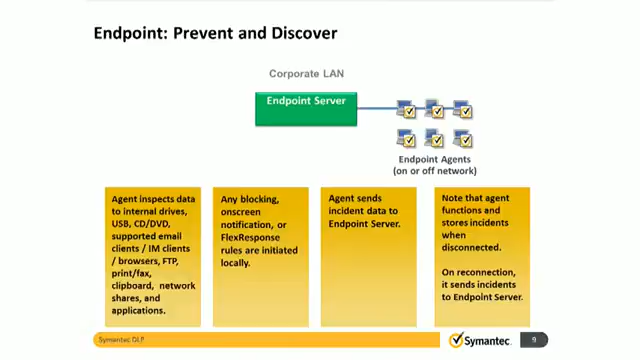 Endpoint: Prevent and Discover
Corporate LAN
Endpoint Server
Endpoint Agents
(on or off network)
Agent inspects data
to internal drives,
USB, CD/DVD,
supported email
clients / IM clients
/ browsers, FTP,
print/fax,
clipboard, network
shares, and
applications.
Any blocking,
onscreen
notification, or
FlexResponse
rules are initiated
locally.
Agent sends
incident data to
Endpoint Server.
Note that agent
functions and
stores incidents
when
disconnected.
On reconnection,
it sends incidents
to Endpoint Server.
Symantec DLP
Symantec.
9